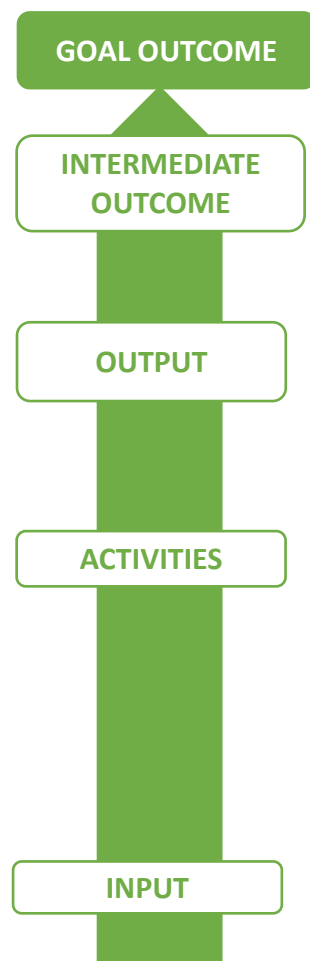 GOAL OUTCOME
INTERMEDIATE
OUTCOME
OUTPUT
ACTIVITIES
INPUT